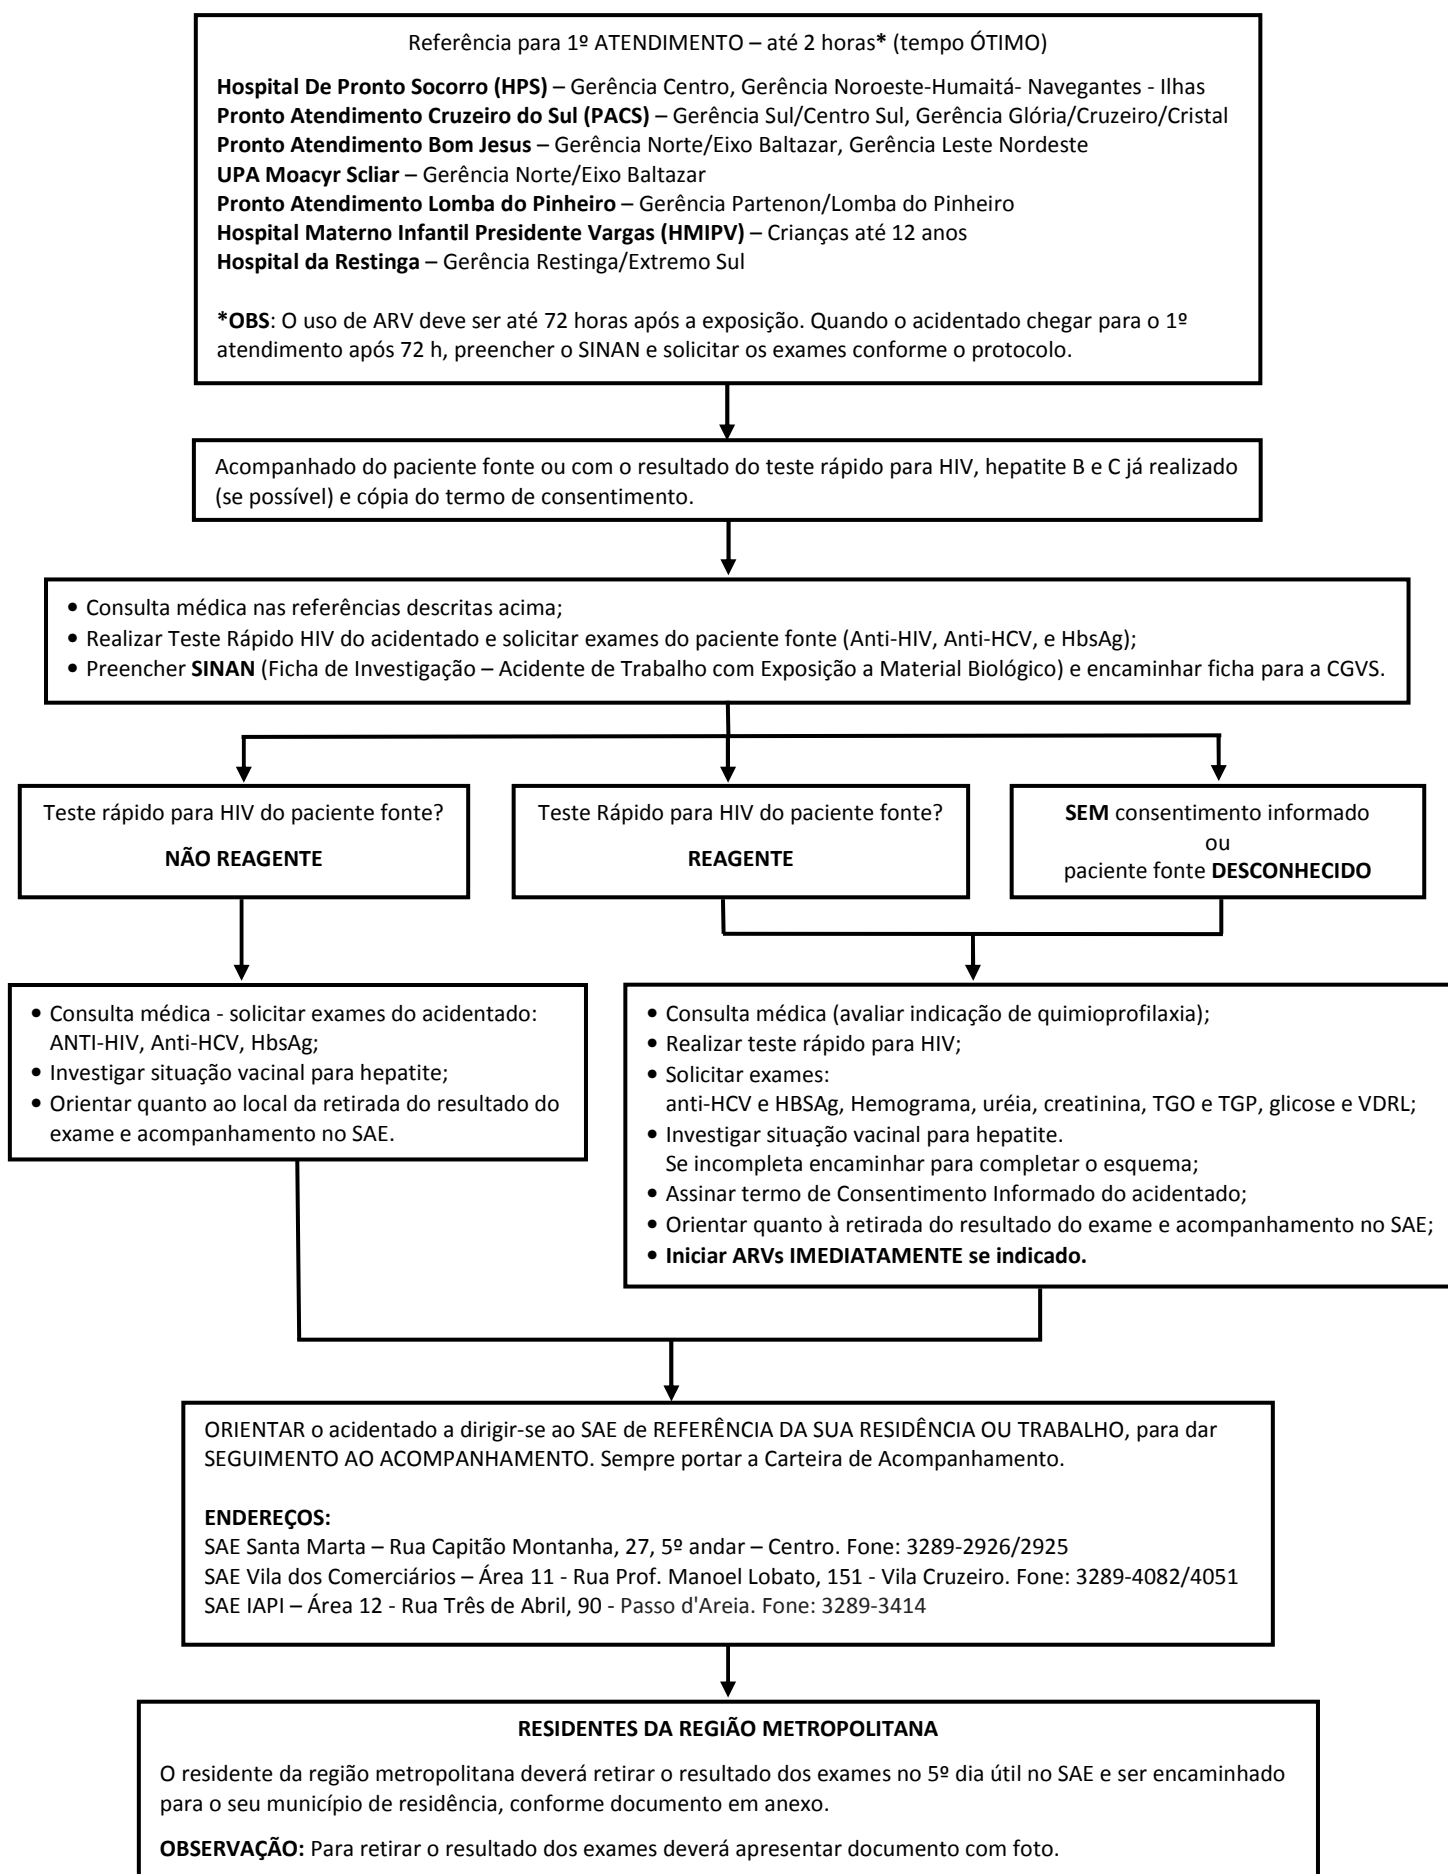 Referência para 1º ATENDIMENTO – até 2 horas* (tempo ÓTIMO)
Hospital De Pronto Socorro (HPS) – Gerência Centro, Gerência Noroeste-Humaitá- Navegantes - Ilhas
Pronto Atendimento Cruzeiro do Sul (PACS) – Gerência Sul/Centro Sul, Gerência Glória/Cruzeiro/Cristal
Pronto Atendimento Bom Jesus – Gerência Norte/Eixo Baltazar, Gerência Leste Nordeste
UPA Moacyr Scliar – Gerência Norte/Eixo Baltazar
Pronto Atendimento Lomba do Pinheiro – Gerência Partenon/Lomba do Pinheiro
Hospital Materno Infantil Presidente Vargas (HMIPV) – Crianças até 12 anos
Hospital da Restinga – Gerência Restinga/Extremo Sul
*OBS: O uso de ARV deve ser até 72 horas após a exposição. Quando o acidentado chegar para o 1º
atendimento após 72 h, preencher o SINAN e solicitar os exames conforme o protocolo.
Acompanhado do paciente fonte ou com o resultado do teste rápido para HIV, hepatite B e C já realizado
(se possível) e cópia do termo de consentimento.
• Consulta médica nas referências descritas acima;
• Realizar Teste Rápido HIV do acidentado e solicitar exames do paciente fonte (Anti-HIV, Anti-HCV, e HbsAg);
• Preencher SINAN (Ficha de Investigação – Acidente de Trabalho com Exposição a Material Biológico) e encaminhar ficha para a CGVS.
Teste rápido para HIV do paciente fonte?
NÃO REAGENTE
Teste Rápido para HIV do paciente fonte?
REAGENTE
SEM consentimento informado
ou
paciente fonte DESCONHECIDO
• Consulta médica - solicitar exames do acidentado:
ANTI-HIV, Anti-HCV, HbsAg;
• Investigar situação vacinal para hepatite;
• Orientar quanto ao local da retirada do resultado do
exame e acompanhamento no SAE.
• Consulta médica (avaliar indicação de quimioprofilaxia);
• Realizar teste rápido para HIV;
• Solicitar exames:
anti-HCV e HBSAg, Hemograma, uréia, creatinina, TGO e TGP, glicose e VDRL;
• Investigar situação vacinal para hepatite.
Se incompleta encaminhar para completar o esquema;
• Assinar termo de Consentimento Informado do acidentado;
• Orientar quanto à retirada do resultado do exame e acompanhamento no SAE;
• Iniciar ARVs IMEDIATAMENTE se indicado.
ORIENTAR o acidentado a dirigir-se ao SAE de REFERÊNCIA DA SUA RESIDÊNCIA OU TRABALHO, para dar
SEGUIMENTO AO ACOMPANHAMENTO. Sempre portar a Carteira de Acompanhamento.
ENDEREÇOS:
SAE Santa Marta – Rua Capitão Montanha, 27, 5º andar – Centro. Fone: 3289-2926/2925
SAE Vila dos Comerciários – Área 11 - Rua Prof. Manoel Lobato, 151 - Vila Cruzeiro. Fone: 3289-4082/4051
SAE IAPI – Área 12 - Rua Três de Abril, 90 - Passo d'Areia. Fone: 3289-3414
RESIDENTES DA REGIÃO METROPOLITANA
O residente da região metropolitana deverá retirar o resultado dos exames no 5º dia útil no SAE e ser encaminhado
para o seu município de residência, conforme documento em anexo.
OBSERVAÇÃO: Para retirar o resultado dos exames deverá apresentar documento com foto.